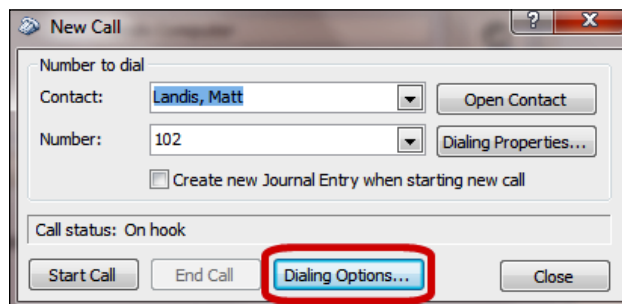 New Call
Number to dial
Contact: Landis, Matt Open Contact
Number: 102 Dialing Properties...
Create new Journal Entry when starting new call
Call status: On hook
Start Call End Call Dialing Options... Close